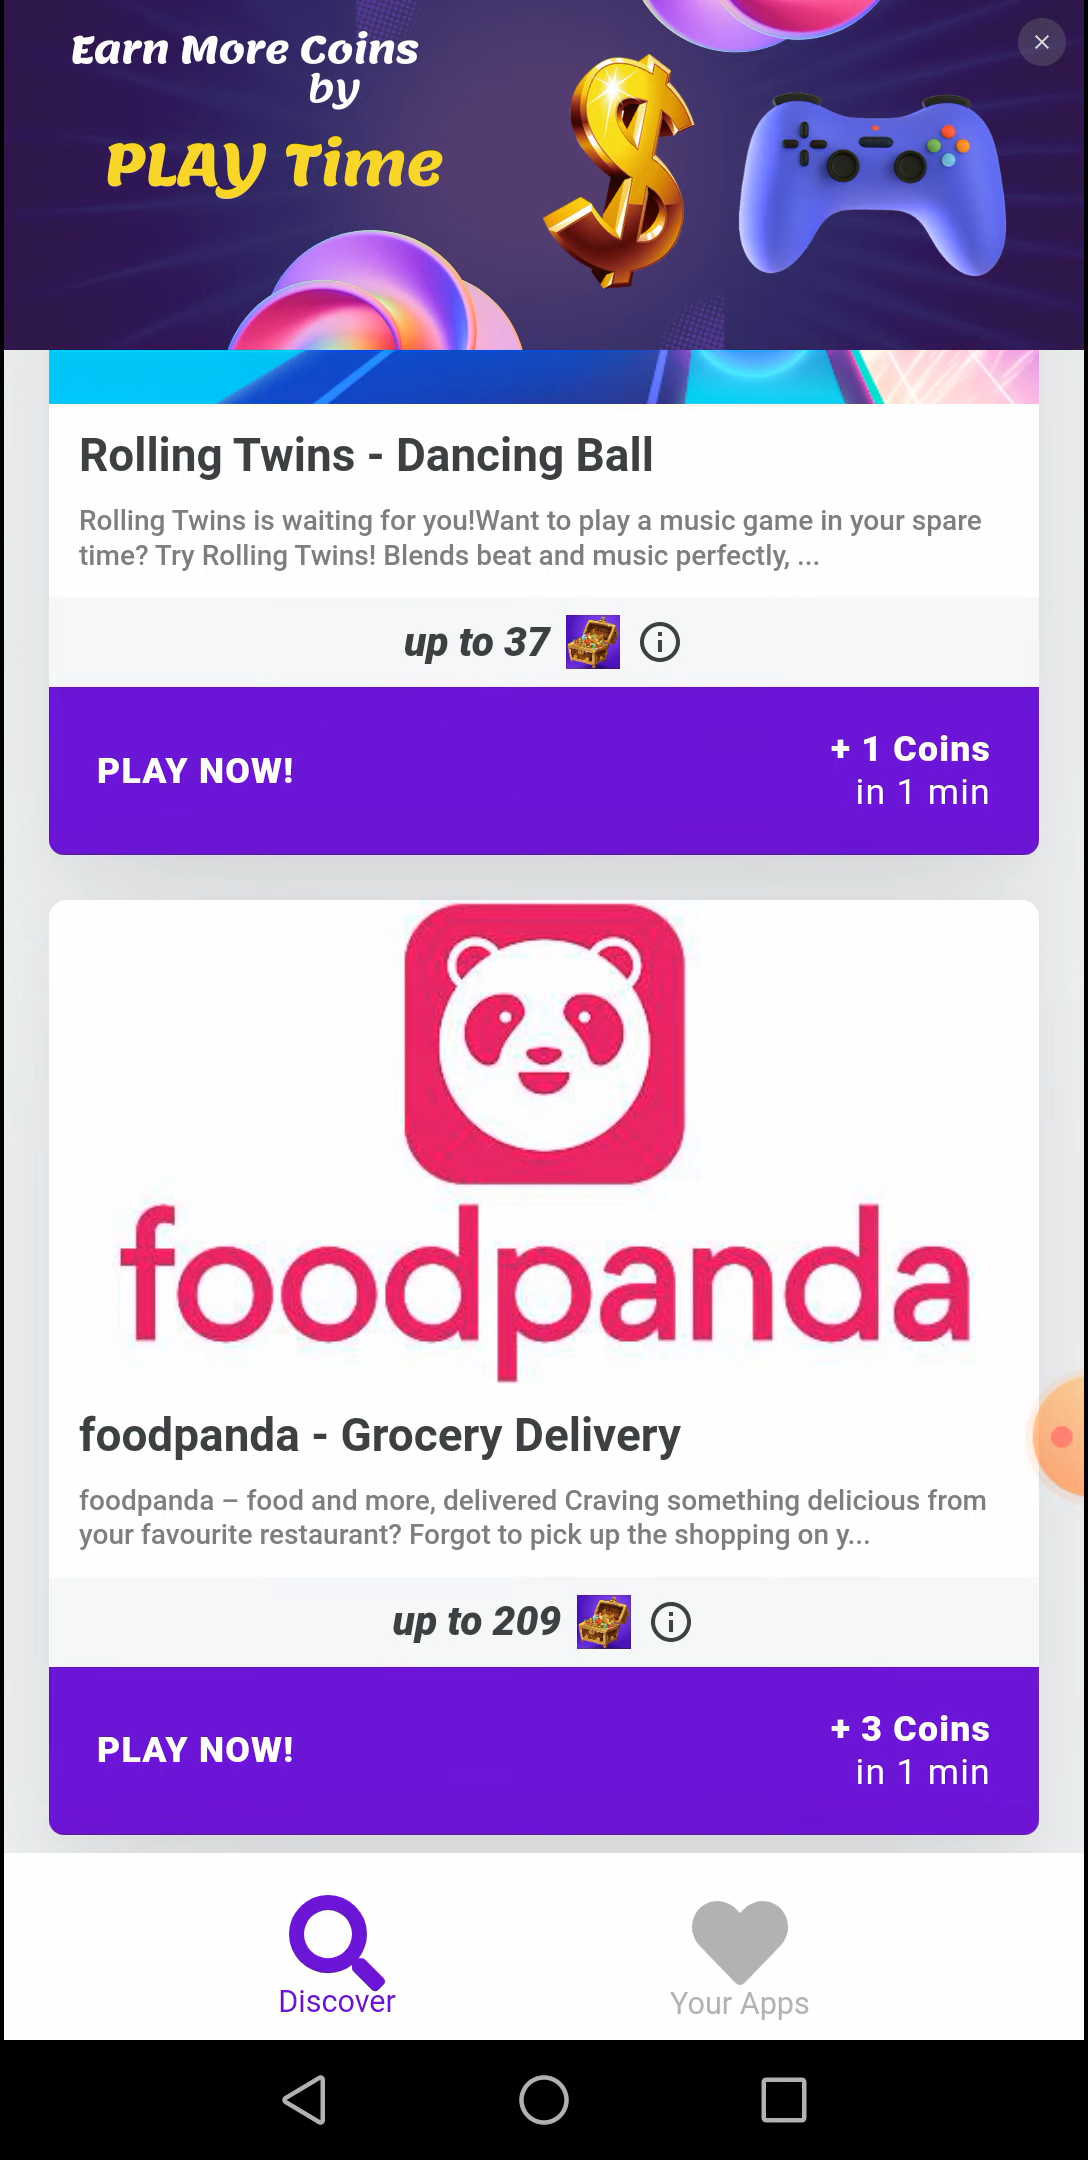 Earn More Coins
by
PLAY Time
Rolling Twins - Dancing Ball
Rolling Twins is waiting for you!Want to play a music game in your spare
time? Try Rolling Twins! Blends beat and music perfectly, ...
up to 37
PLAY NOW!
+ 1 Coins
in 1 min
foodpanda
foodpanda - Grocery Delivery
foodpanda – food and more, delivered Craving something delicious from
your favourite restaurant? Forgot to pick up the shopping on y...
up to 209
PLAY NOW!
+ 3 Coins
in 1 min
Discover
Your Apps